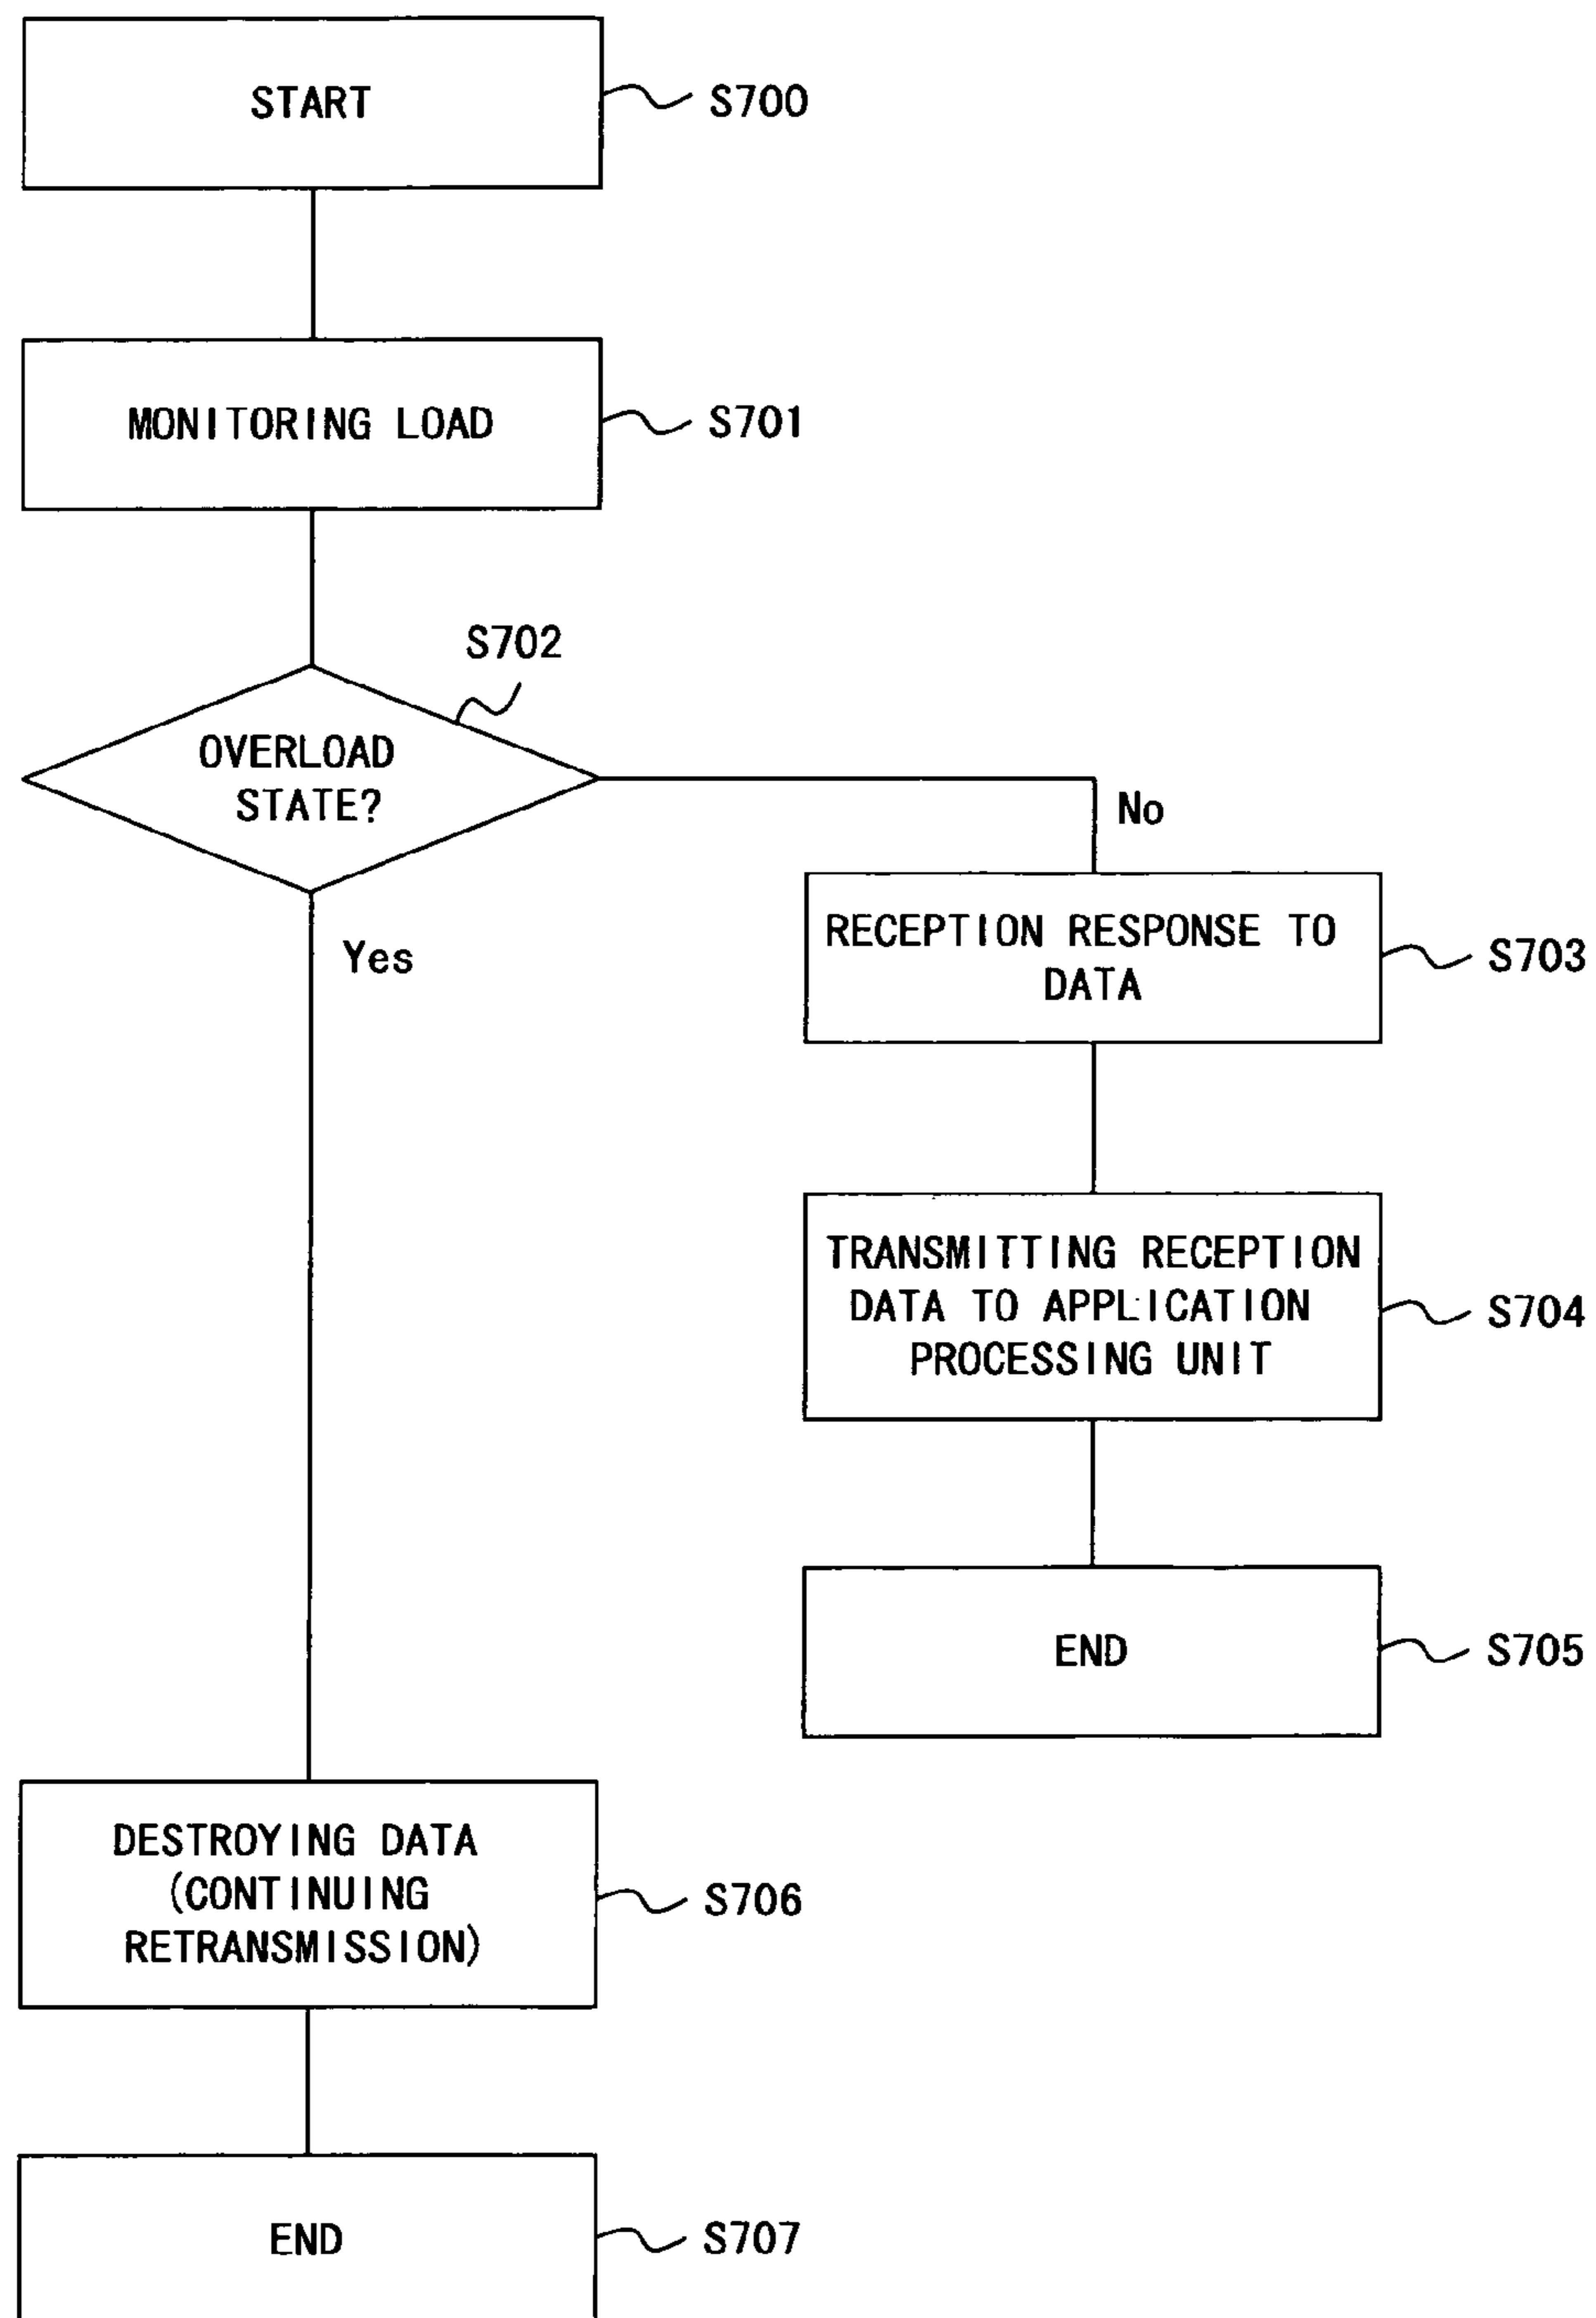 START
S700
MONITORING LOAD
S701
S702
OVERLOAD
STATE?
No
Yes
RECEPTION RESPONSE TO
DATA
S703
TRANSMITTING RECEPTION
DATA TO APPLICATION
PROCESSING UNIT
S704
END
S705
DESTROYING DATA
(CONTINUING
RETRANSMISSION)
S706
END
S707